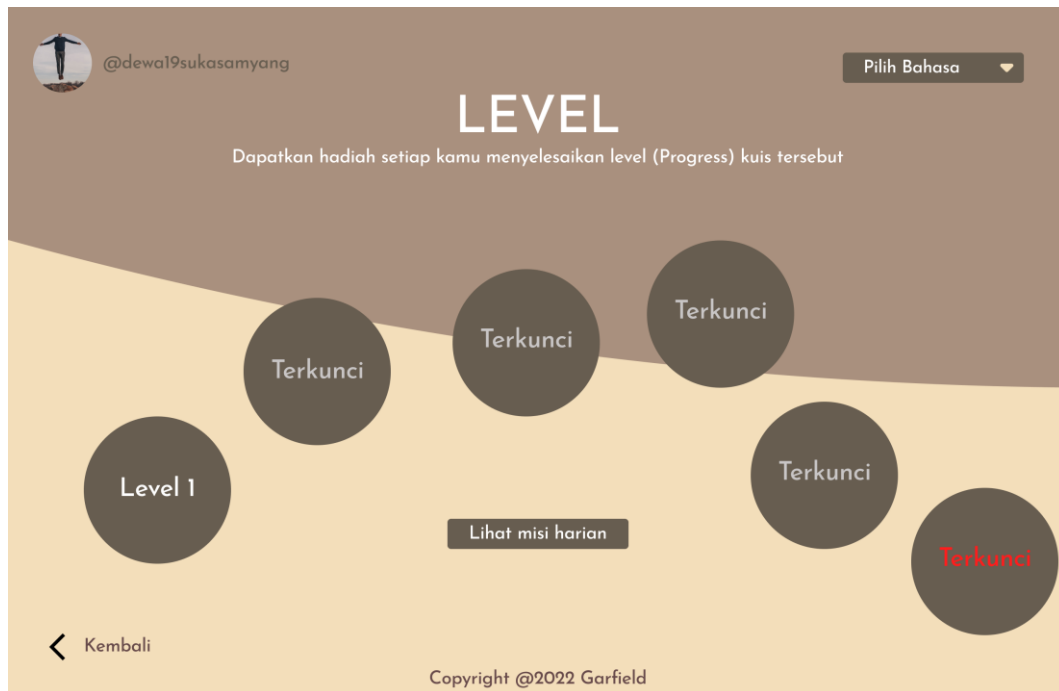 @dewa19sukasamyang
Pilih Bahasa
LEVEL
Dapatkan hadiah setiap kamu menyelesaikan level (Progress) kuis tersebut
Terkunci
Terkunci
Terkunci
Level 1
Terkunci
Terkunci
Lihat misi harian
Kembali
Copyright @2022 Garfield